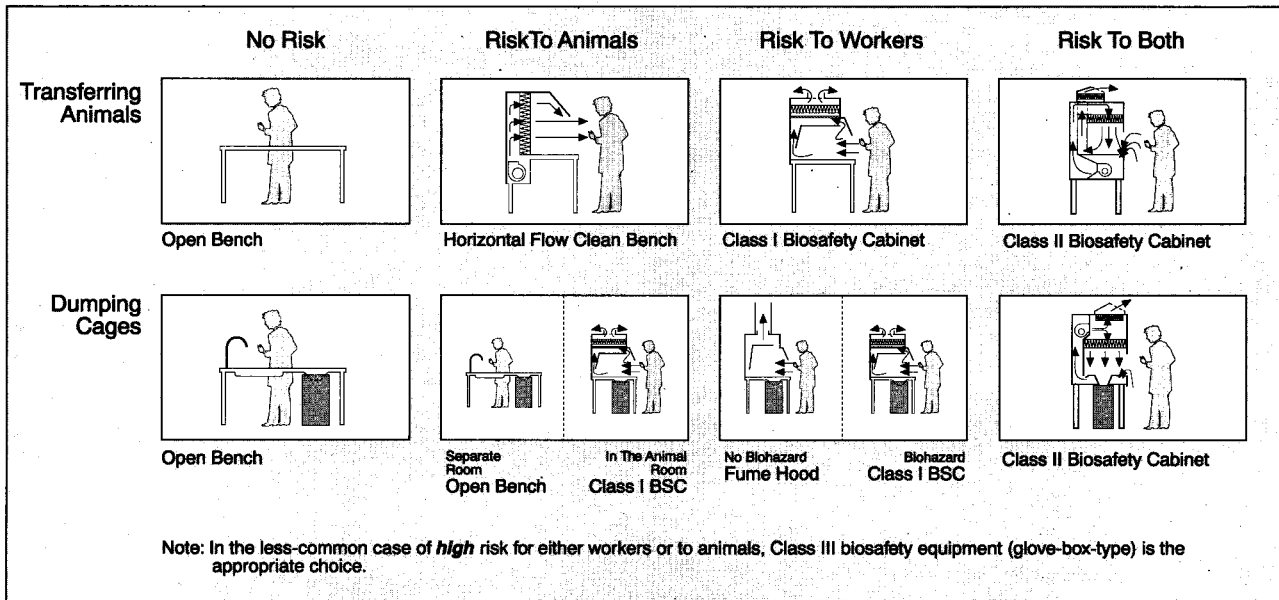 No Risk
RiskTo Animals
Risk To Workers
Risk To Both
Transferring
Animals
Open Bench
Horizontal Flow Clean Bench
Class I Biosafety Cabinet
Class II Biosafety Cabinet
Dumping
Cages
Open Bench
Separate
Room
Open Bench
In The Animal
Room
Class I BSC
No Biohazard
Fume Hood
Biohazard
Class I BSC
Class II Biosafety Cabinet
Note: In the less-common case of high risk for either workers or to animals, Class III biosafety equipment (glove-box-type) is the
appropriate choice.